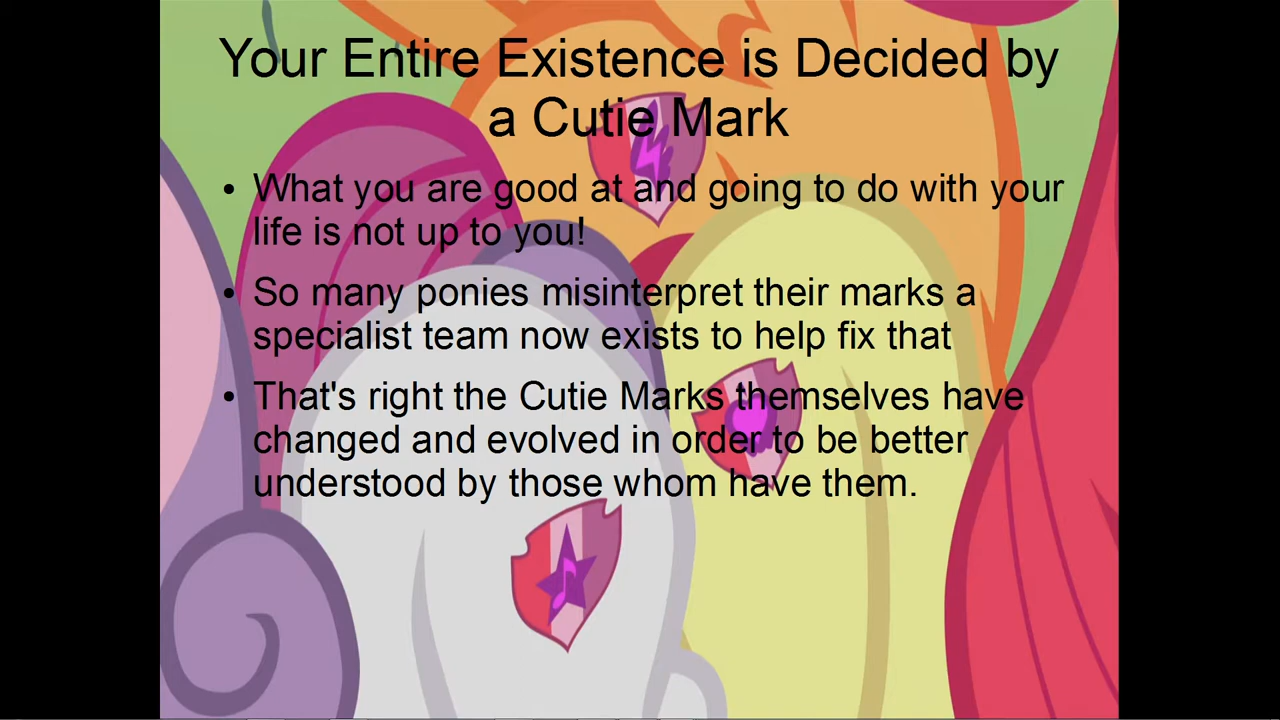 Your Entire Existence is Decided by
a Cutie Mark
• What you are good at and going to do with your
life is not up to you!
• So many ponies misinterpret their marks a
specialist team now exists to help fix that
• That's right the Cutie Marks themselves have
changed and evolved in order to be better
understood by those whom have them.